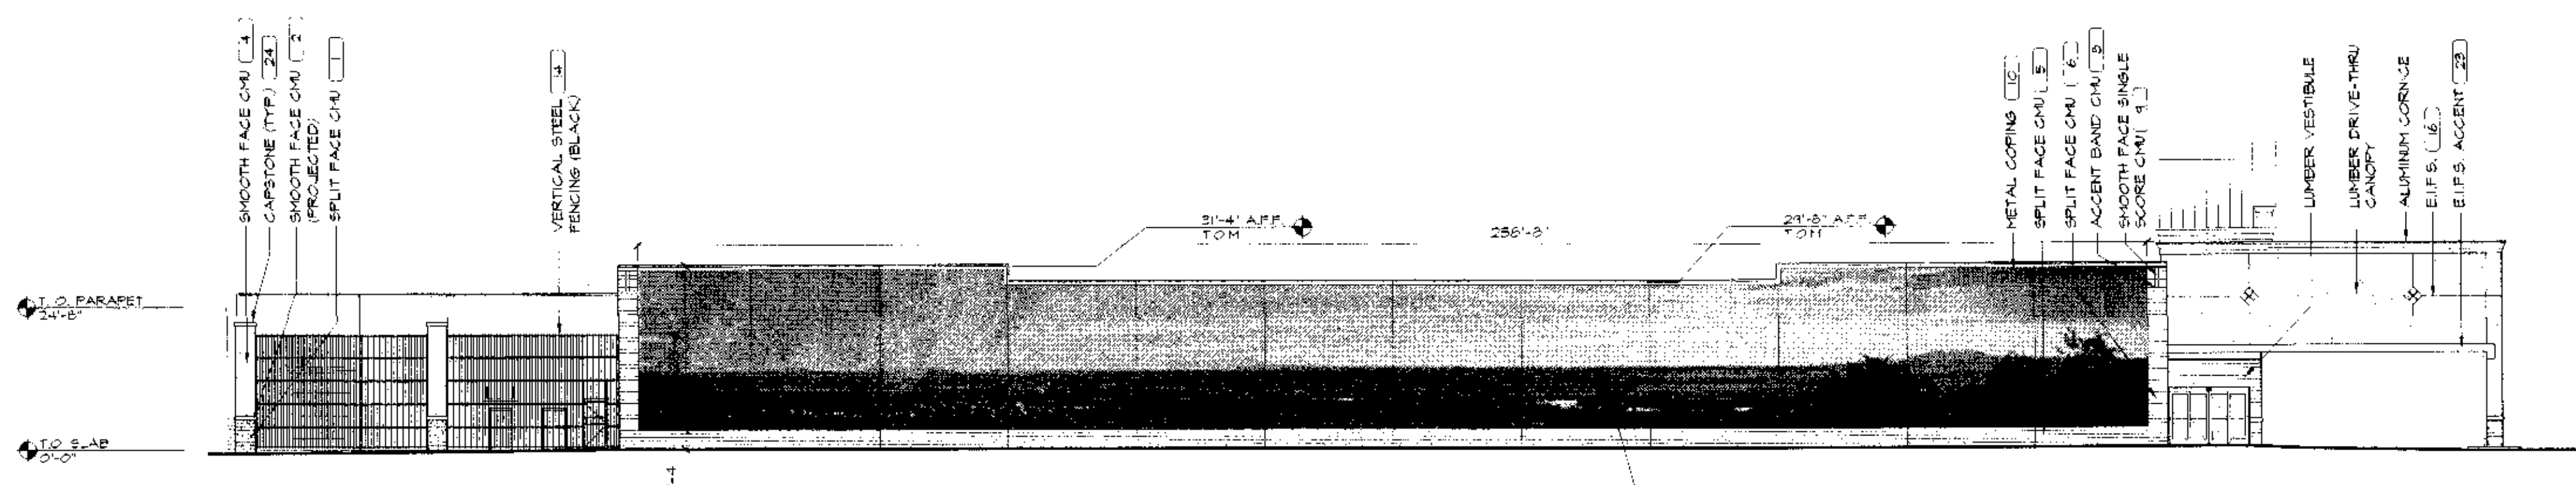 SMOOTH FACE CMU 4
CAPSTONE (TYP.) 24
SMOOTH FACE CMU 2
(PROJECTED)
SPLIT FACE CMU 1
VERTICAL STEEL 14
FENCING (BLACK)
31'-4" A.F.F.
T.O.M
256'-8"
29'-8" A.F.F.
T.O.M
METAL COPING 10
SPLIT FACE CMU 5
SPLIT FACE CMU 6
ACCENT BAND CMU 3
SMOOTH FACE SINGLE
SCORE CMU 9
LUMBER VESTIBULE
LUMBER DRIVE-THRU
CANOPY
ALUMINUM CORNICE
E.I.F.S. 16
E.I.F.S. ACCENT 23
T.O. PARAPET
24'-8"
T.O. SLAB
0'-0"